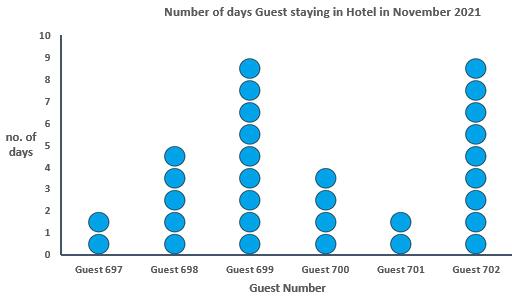 Number of days Guest staying in Hotel in November 2021
10
9
8
7
6
5
4
3
2
1
0
no. of
days
Guest 697 Guest 698 Guest 699 Guest 700 Guest 701 Guest 702
Guest Number